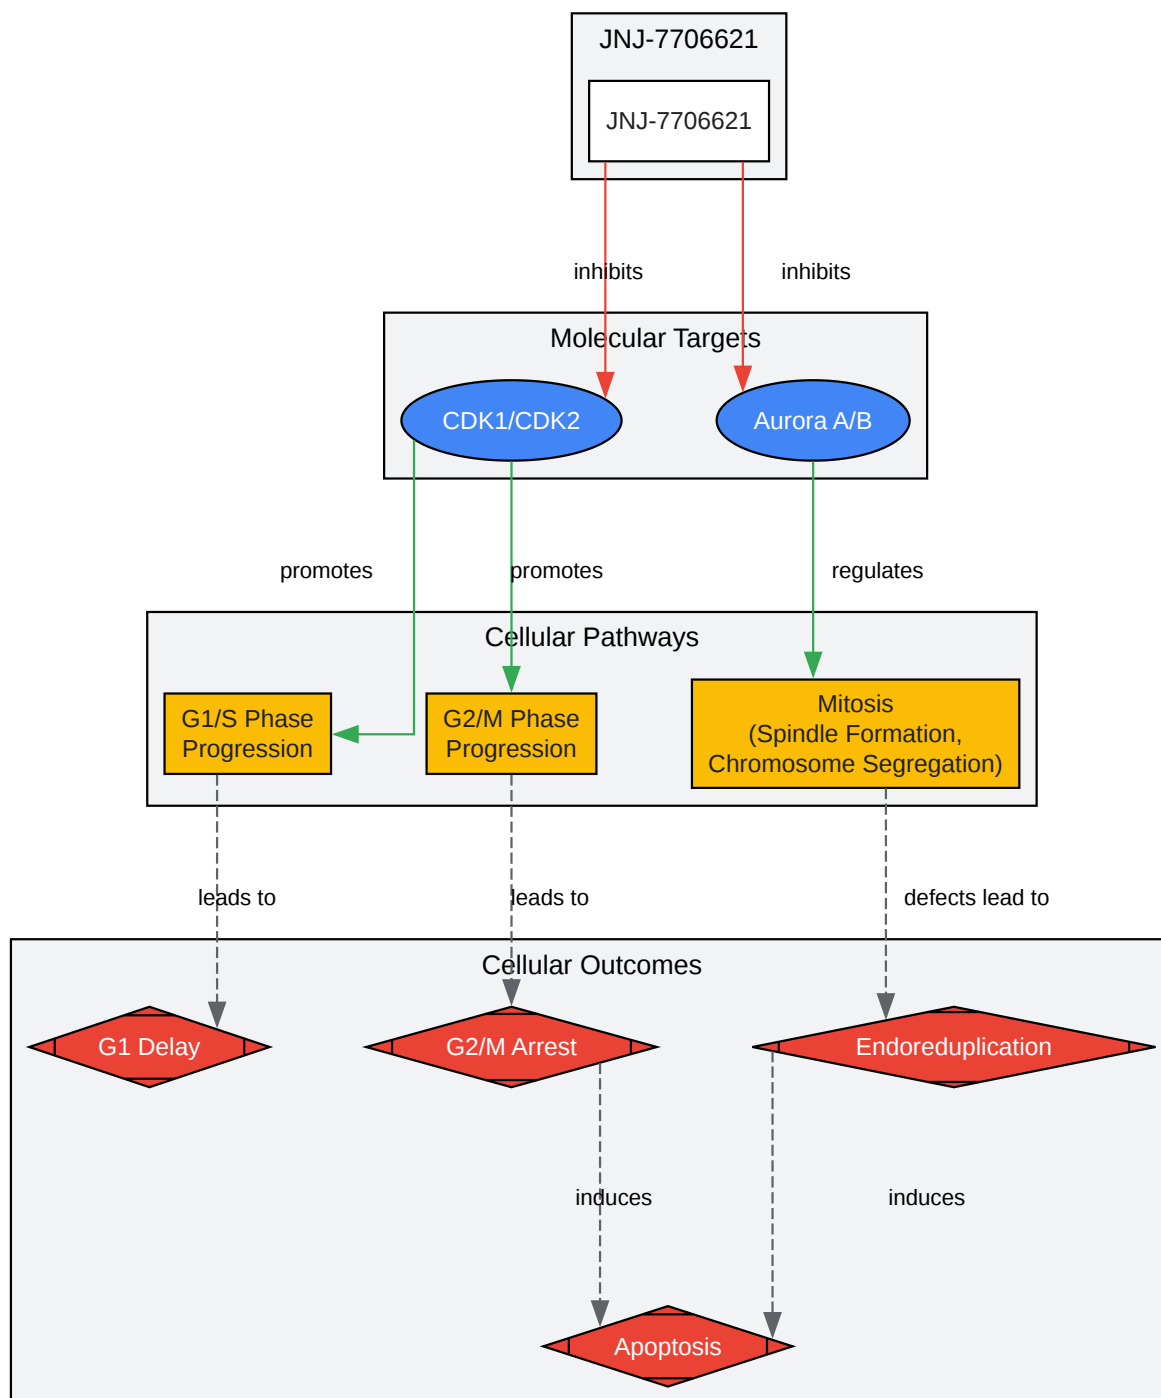 JNJ-7706621
JNJ-7706621
inhibits
inhibits
Molecular Targets
CDK1/CDK2
Aurora A/B
promotes
promotes
regulates
Cellular Pathways
G1/S Phase
Progression
G2/M Phase
Progression
Mitosis
(Spindle Formation,
Chromosome Segregation)
leads to
leads to
defects lead to
Cellular Outcomes
G1 Delay
G2/M Arrest
Endoreduplication
induces
induces
Apoptosis